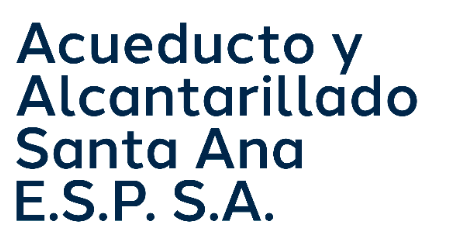 Acueducto y
Alcantarillado
Santa Ana
E.S.P. S.A.